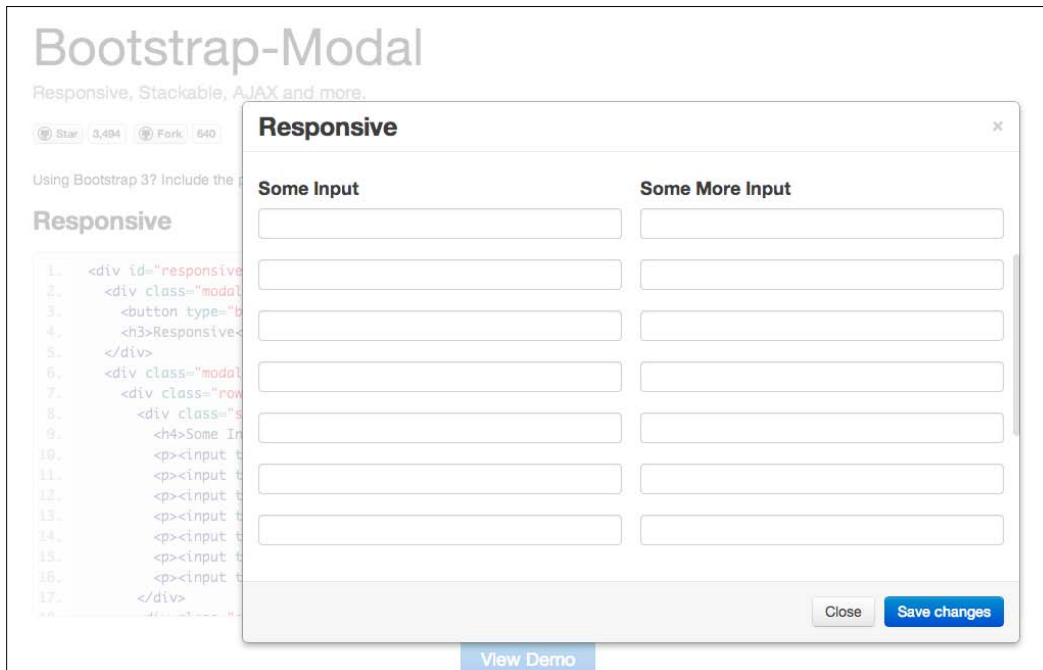 Bootstrap-Modal
Responsive, Stackable, AJAX and more.
Star 3,494 Fork 640
Using Bootstrap 3? Include the
Responsive
1. <div id="responsive
2. <div class="modal
3. <button type="b
4. <h3>Responsive<
5. </div>
6. <div class="modal
7. <div class="row
8. <div class="s
9. <h4>Some In
10. <p><input t
11. <p><input t
12. <p><input t
13. <p><input t
14. <p><input t
15. <p><input t
16. <p><input t
17. </div>
Responsive ×
Some Input Some More Input
Close Save changes
View Demo